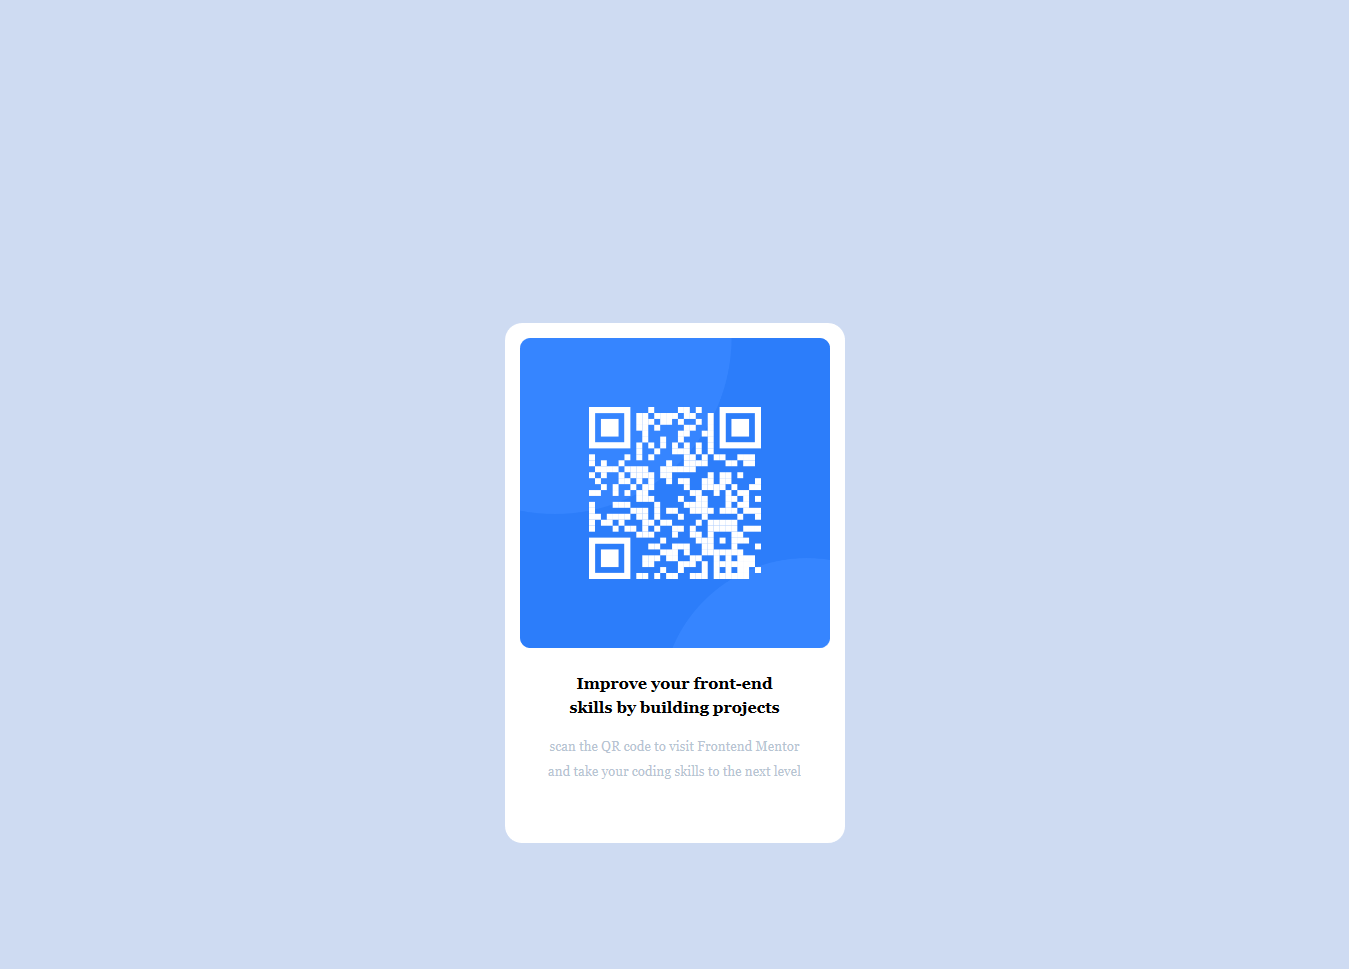 Improve your front-end
skills by building projects
scan the QR code to visit Frontend Mentor
and take your coding skills to the next level